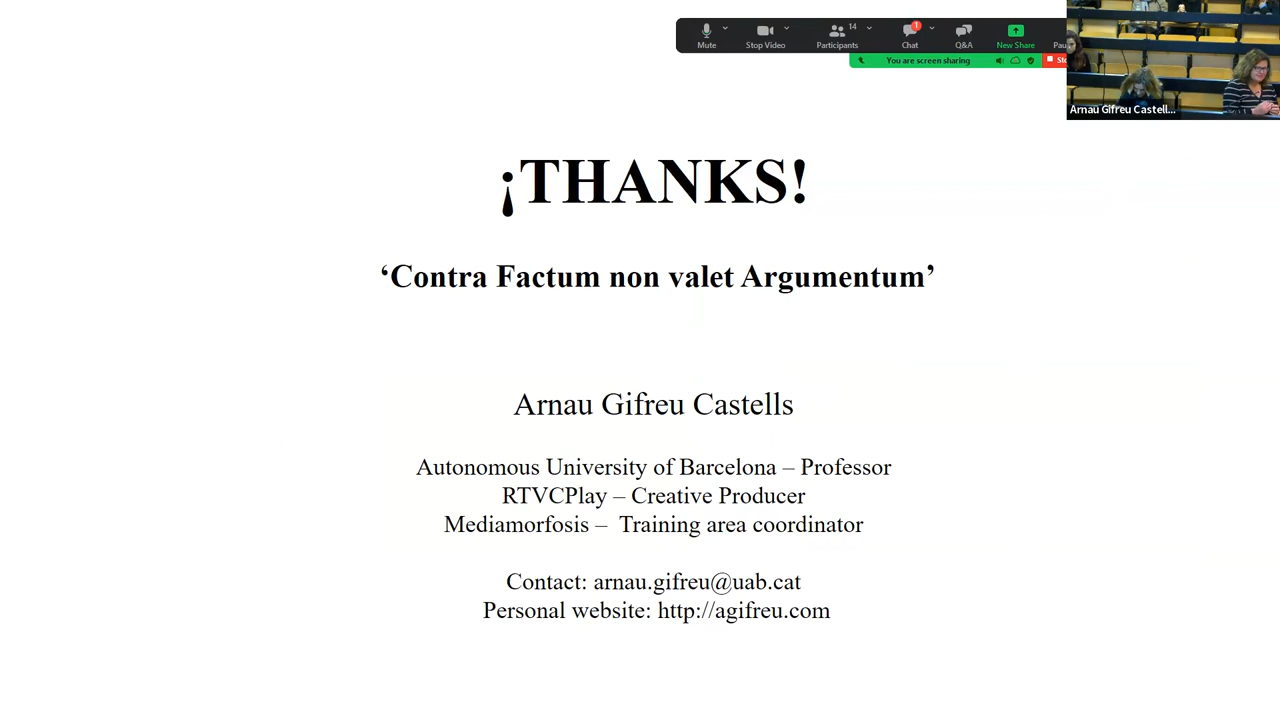 14
1
Mute
Stop Video
Participants
Chat
Q&A
New Share
You are screen sharing
Arnau Gifreu Castell...
¡THANKS!
‘Contra Factum non valet Argumentum’
Arnau Gifreu Castells
Autonomous University of Barcelona – Professor
RTVCPlay – Creative Producer
Mediamorfosis – Training area coordinator
Contact: arnau.gifreu@uab.cat
Personal website: http://agifreu.com